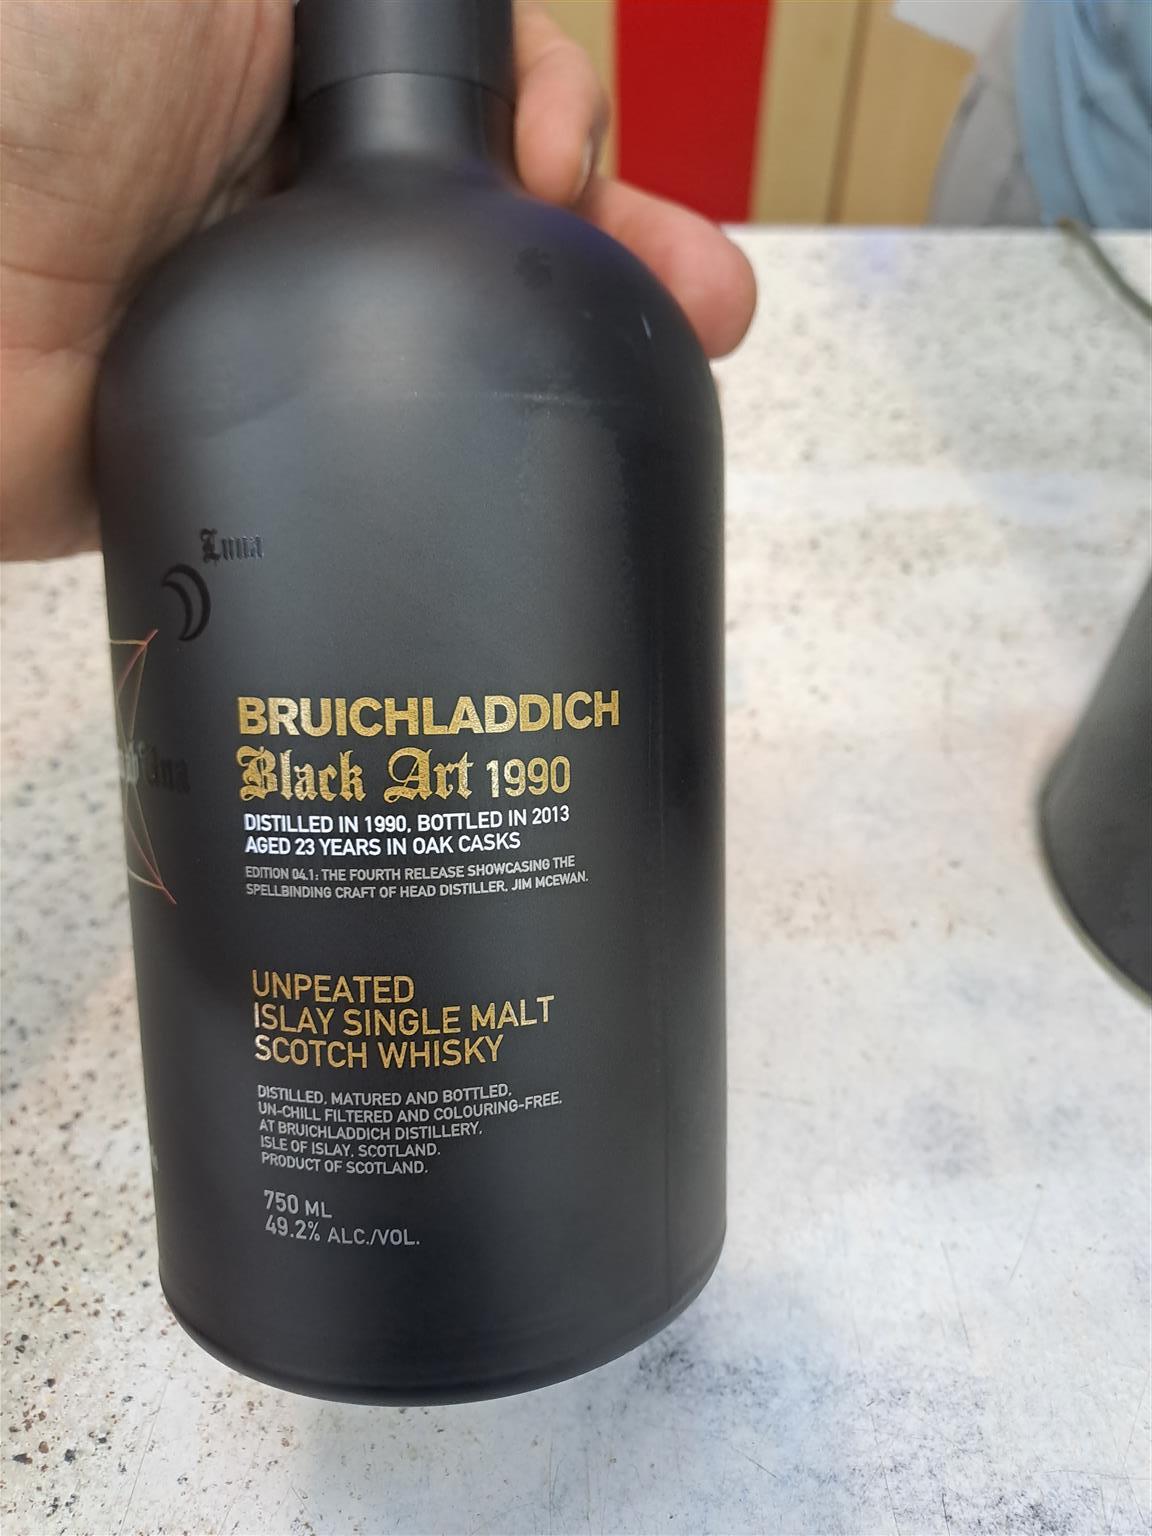 Luna
BRUICHLADDICH
Black Art 1990
DISTILLED IN 1990, BOTTLED IN 2013
AGED 23 YEARS IN OAK CASKS
EDITION 04.1: THE FOURTH RELEASE SHOWCASING THE
SPELLBINDING CRAFT OF HEAD DISTILLER, JIM MCEWAN.
UNPEATED
ISLAY SINGLE MALT
SCOTCH WHISKY
DISTILLED, MATURED AND BOTTLED,
UN-CHILL FILTERED AND COLOURING-FREE,
AT BRUICHLADDICH DISTILLERY,
ISLE OF ISLAY, SCOTLAND.
PRODUCT OF SCOTLAND.
750 ML
49.2% ALC./VOL.